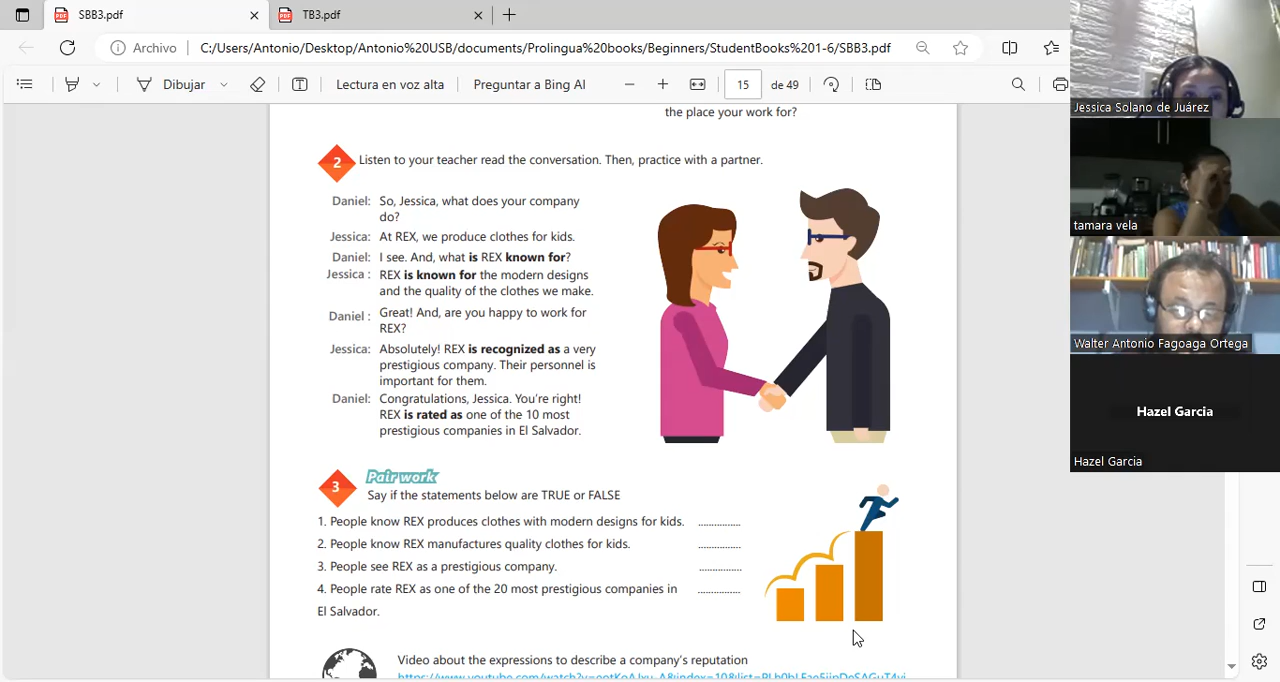 SBB3.pdf
TB3.pdf
Archivo
C:/Users/Antonio/Desktop/Antonio%20USB/documents/Prolingua%20books/Beginners/StudentBooks%201-6/SBB3.pdf
Dibujar
Lectura en voz alta
Preguntar a Bing AI
15
de 49
the place your work for?
2
Listen to your teacher read the conversation. Then, practice with a partner.
Daniel: So, Jessica, what does your company
do?
Jessica: At REX, we produce clothes for kids.
Daniel: I see. And, what is REX known for?
Jessica : REX is known for the modern designs
and the quality of the clothes we make.
Daniel : Great! And, are you happy to work for
REX?
Jessica: Absolutely! REX is recognized as a very
prestigious company. Their personnel is
important for them.
Daniel: Congratulations, Jessica. You're right!
REX is rated as one of the 10 most
prestigious companies in El Salvador.
3
Pair work
Say if the statements below are TRUE or FALSE
1. People know REX produces clothes with modern designs for kids. ................
2. People know REX manufactures quality clothes for kids. ................
3. People see REX as a prestigious company. ................
4. People rate REX as one of the 20 most prestigious companies in ................
El Salvador.
Video about the expressions to describe a company's reputation
Jessica Solano de Juárez
tamara vela
Walter Antonio Fagoaga Ortega
Hazel Garcia
Hazel Garcia